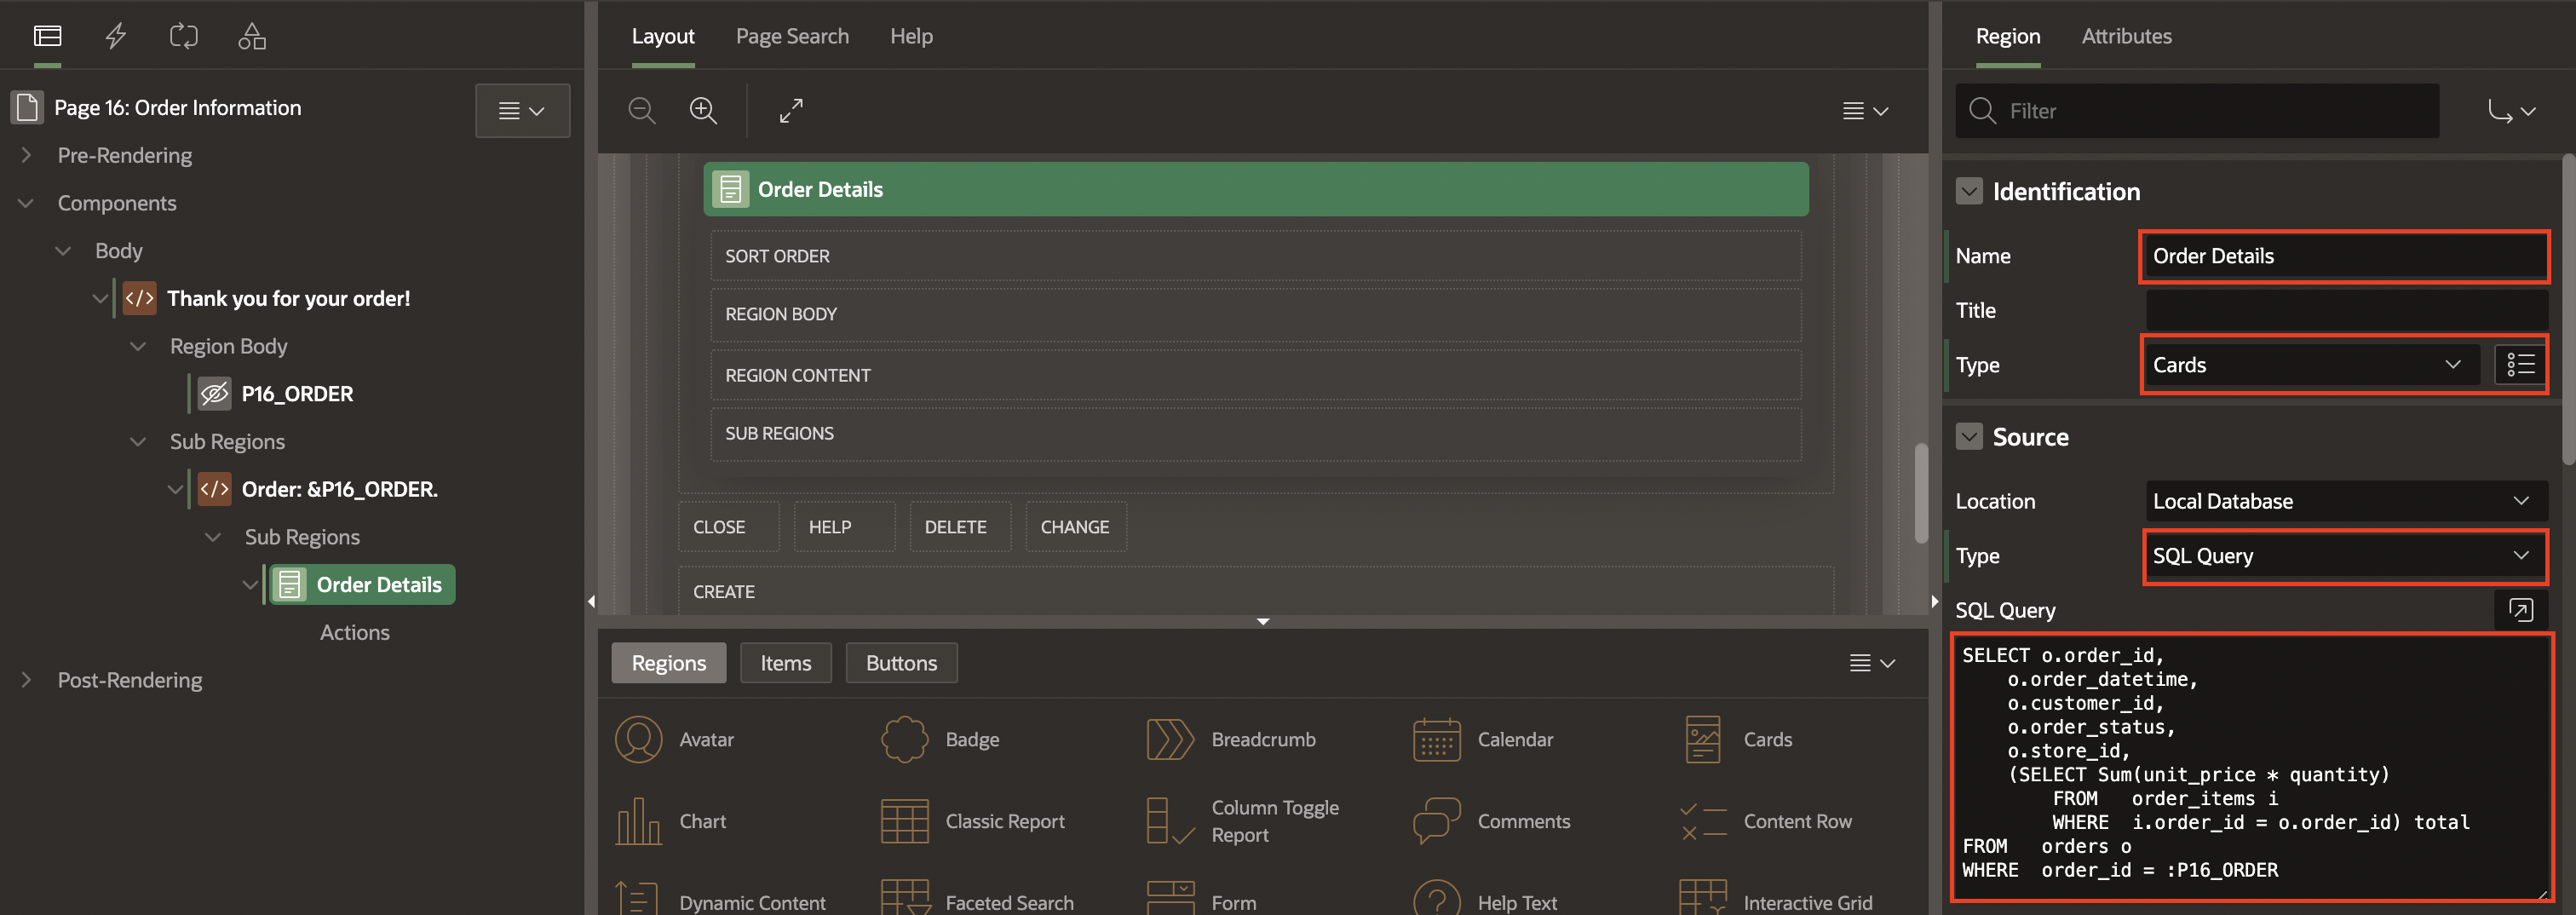 Page 16: Order Information
Pre-Rendering
Components
Body
</> Thank you for your order!
Region Body
P16_ORDER
Sub Regions
</> Order: &P16_ORDER.
Sub Regions
Order Details
Actions
Post-Rendering
Layout Page Search Help
Order Details
SORT ORDER
REGION BODY
REGION CONTENT
SUB REGIONS
CLOSE HELP DELETE CHANGE
CREATE
Regions Items Buttons
Avatar Badge Breadcrumb Calendar Cards
Chart Classic Report Column Toggle Report Comments Content Row
Dynamic Content Faceted Search Form Help Text Interactive Grid
Region Attributes
Filter
Identification
Name Order Details
Title
Type Cards
Source
Location Local Database
Type SQL Query
SQL Query
SELECT o.order_id,
o.order_datetime,
o.customer_id,
o.order_status,
o.store_id,
(SELECT Sum(unit_price * quantity)
FROM order_items i
WHERE i.order_id = o.order_id) total
FROM orders o
WHERE order_id = :P16_ORDER